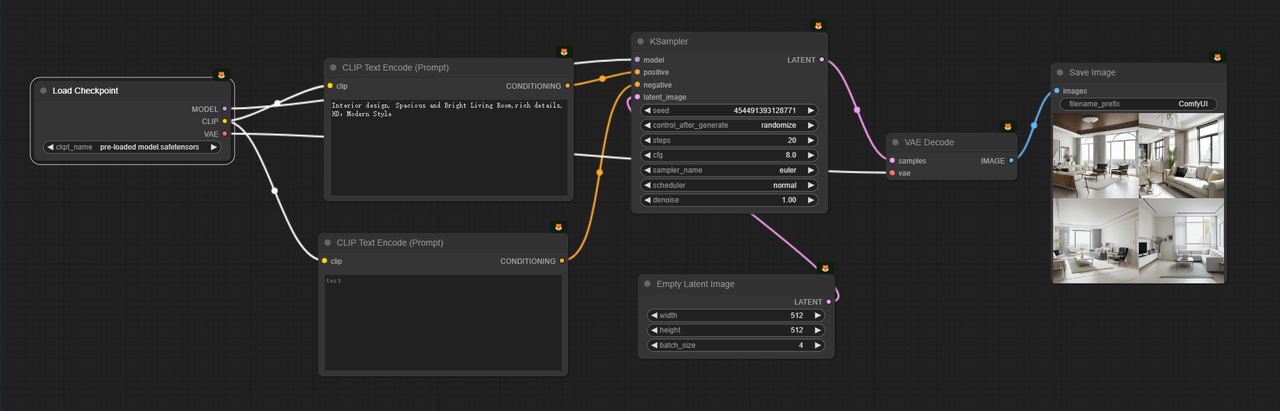 Load Checkpoint
MODEL
CLIP
VAE
ckpt_name pre-loaded model.safetensors
CLIP Text Encode (Prompt)
clip CONDITIONING
Interior design, Spacious and Bright Living Room,rich details,
HD, Modern Style
CLIP Text Encode (Prompt)
clip CONDITIONING
text
KSampler
model LATENT
positive
negative
latent_image
seed 454491393128771
control_after_generate randomize
steps 20
cfg 8.0
sampler_name euler
scheduler normal
denoise 1.00
Empty Latent Image
LATENT
width 512
height 512
batch_size 4
VAE Decode
samples IMAGE
vae
Save Image
images
filename_prefix ComfyUI